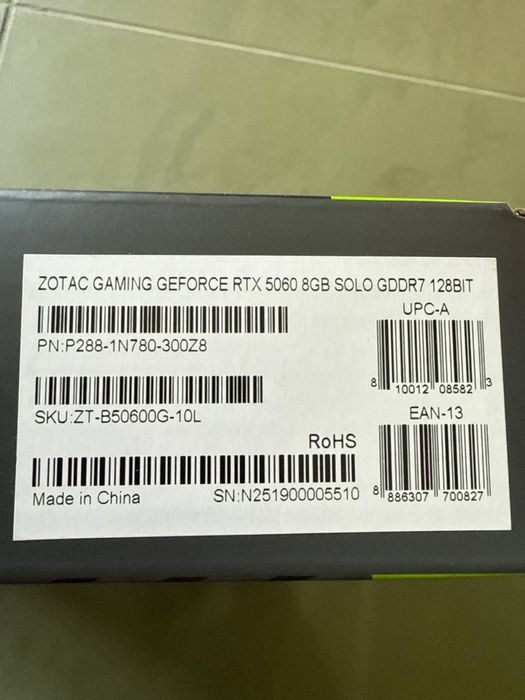 ZOTAC GAMING GEFORCE RTX 5060 8GB SOLO GDDR7 128BIT
UPC-A
PN:P288-1N780-300Z8
8 10012 08582 3
SKU:ZT-B50600G-10L
EAN-13
RoHS
Made in China
SN:N251900005510
8 886307 700827